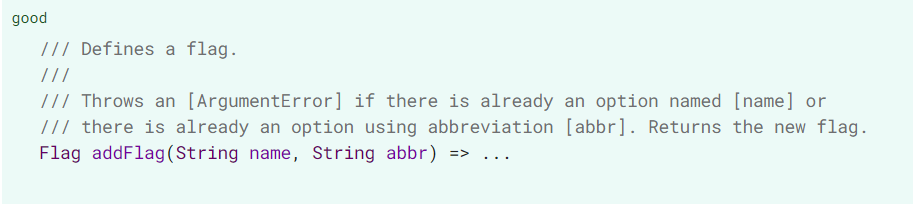 good
/// Defines a flag.
///
/// Throws an [ArgumentError] if there is already an option named [name] or
/// there is already an option using abbreviation [abbr]. Returns the new flag.
Flag addFlag(String name, String abbr) => ...